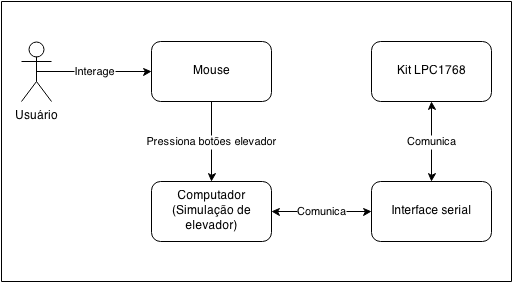 Mouse
Kit LPC1768
Interage
Usuário
Pressiona botões elevador
Comunica
Computador
(Simulação de
elevador)
Comunica
Interface serial